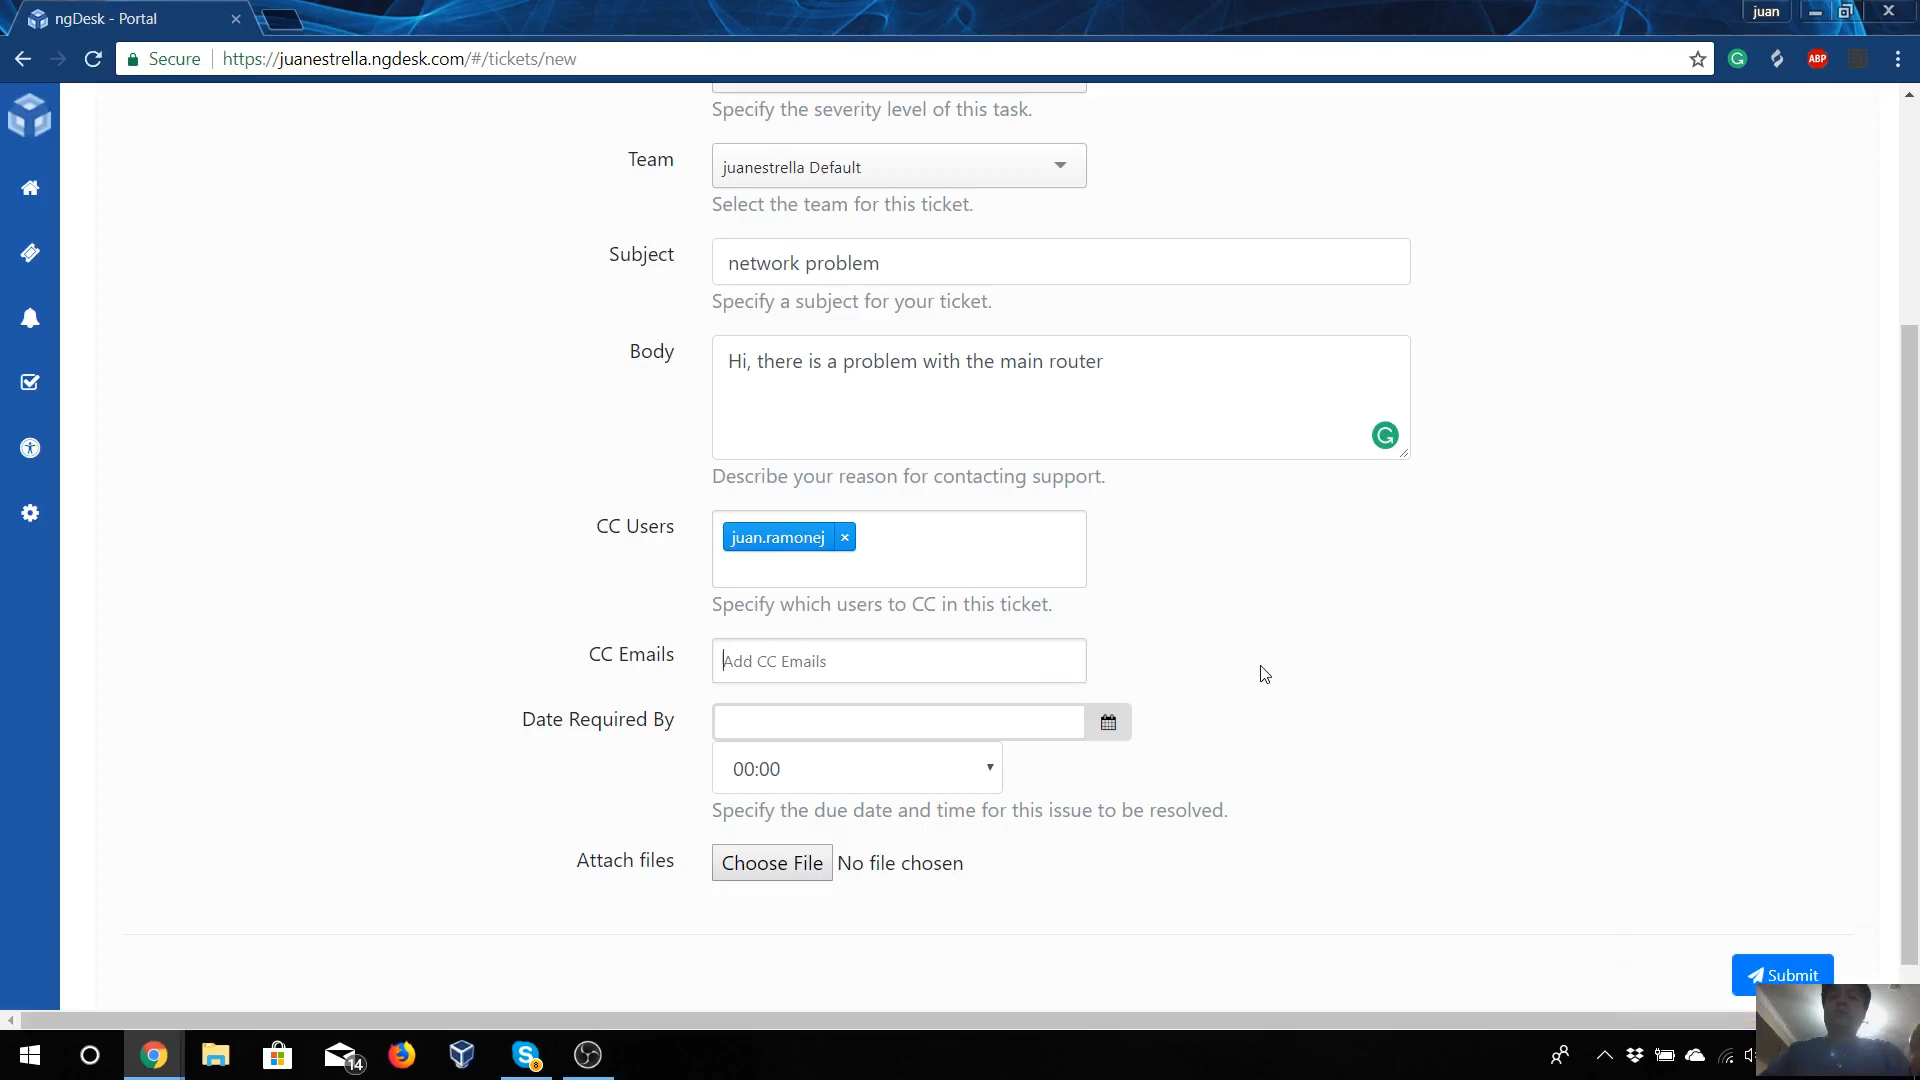 ngDesk - Portal
juan
Secure
https://juanestrella.ngdesk.com/#/tickets/new
ABP
Specify the severity level of this task.
Team
juanestrella Default
Select the team for this ticket.
Subject
network problem
Specify a subject for your ticket.
Body
Hi, there is a problem with the main router
Describe your reason for contacting support.
CC Users
juan.ramonej ×
Specify which users to CC in this ticket.
CC Emails
Add CC Emails
Date Required By
00:00
Specify the due date and time for this issue to be resolved.
Attach files
Choose File No file chosen
Submit
14
8